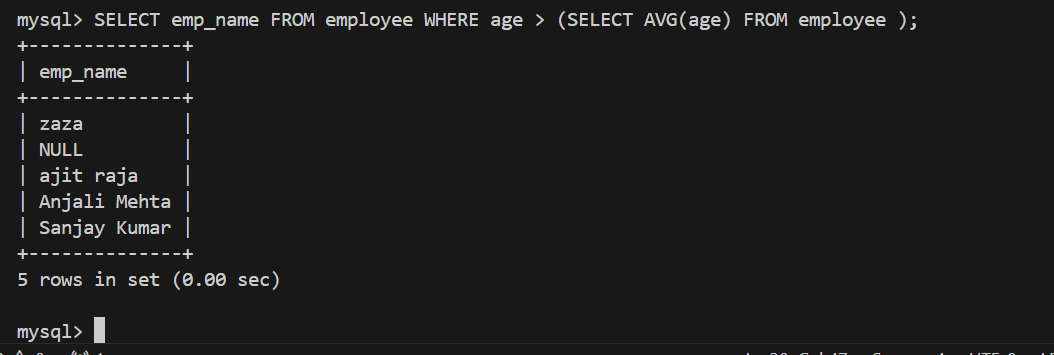 mysql> SELECT emp_name FROM employee WHERE age > (SELECT AVG(age) FROM employee );
+--------------+
| emp_name     |
+--------------+
| zaza         |
| NULL         |
| ajit raja    |
| Anjali Mehta |
| Sanjay Kumar |
+--------------+
5 rows in set (0.00 sec)
mysql>